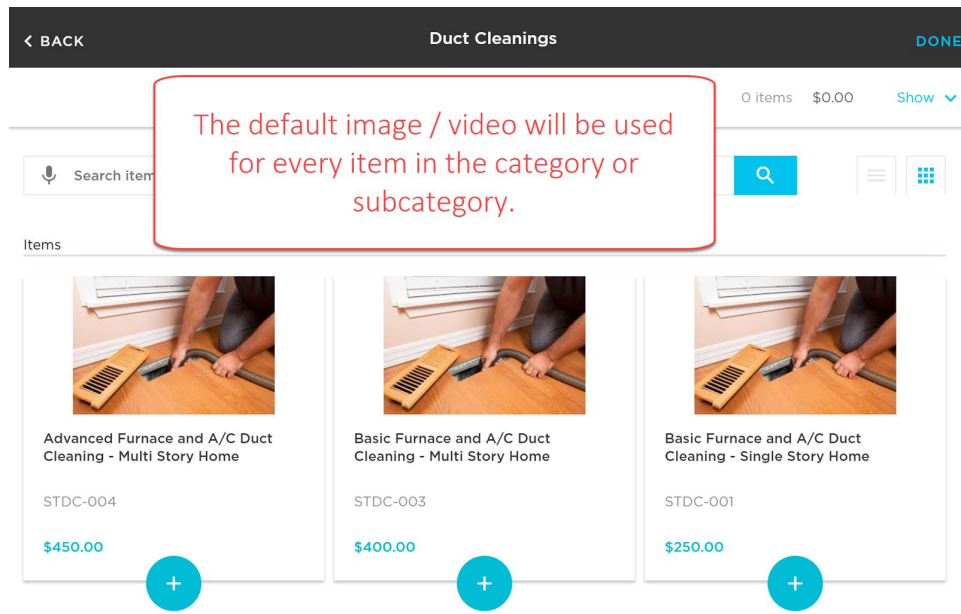 BACK
Duct Cleanings
DONE
The default image / video will be used
for every item in the category or
subcategory.
0 items $0.00 Show
Search item
Items
Advanced Furnace and A/C Duct
Cleaning - Multi Story Home
STDC-004
$450.00
+
Basic Furnace and A/C Duct
Cleaning - Multi Story Home
STDC-003
$400.00
+
Basic Furnace and A/C Duct
Cleaning - Single Story Home
STDC-001
$250.00
+